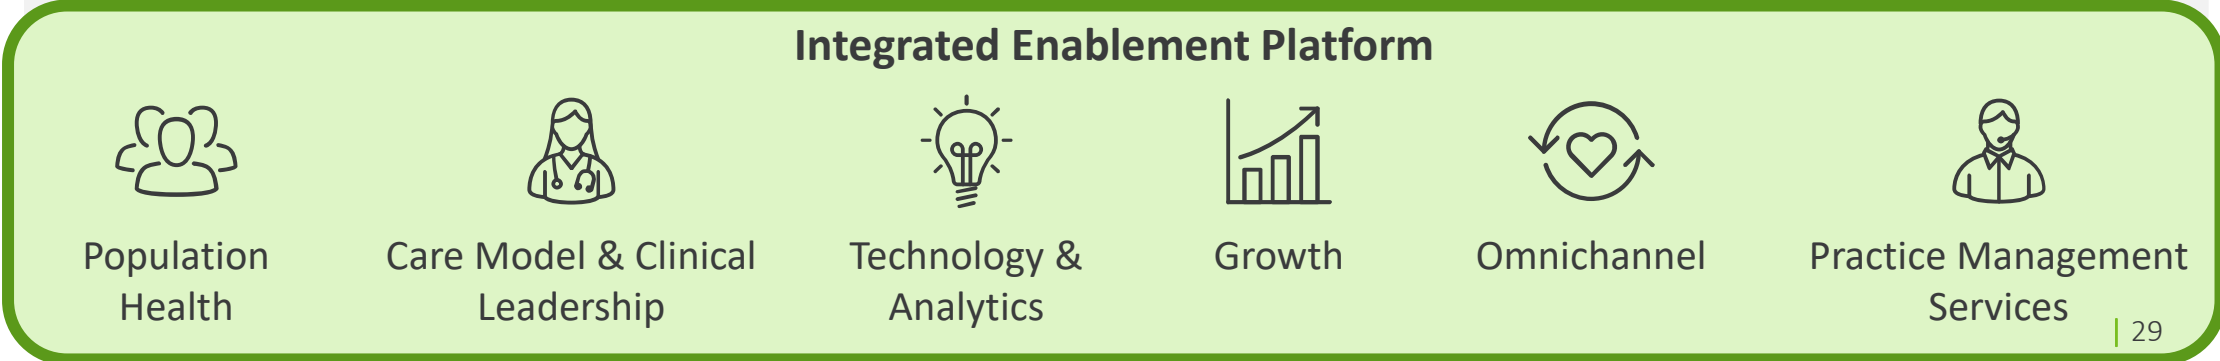 Integrated Enablement Platform
Population
Health
Care Model & Clinical
Leadership
Technology &
Analytics
Growth
Omnichannel
Practice Management
Services
| 29